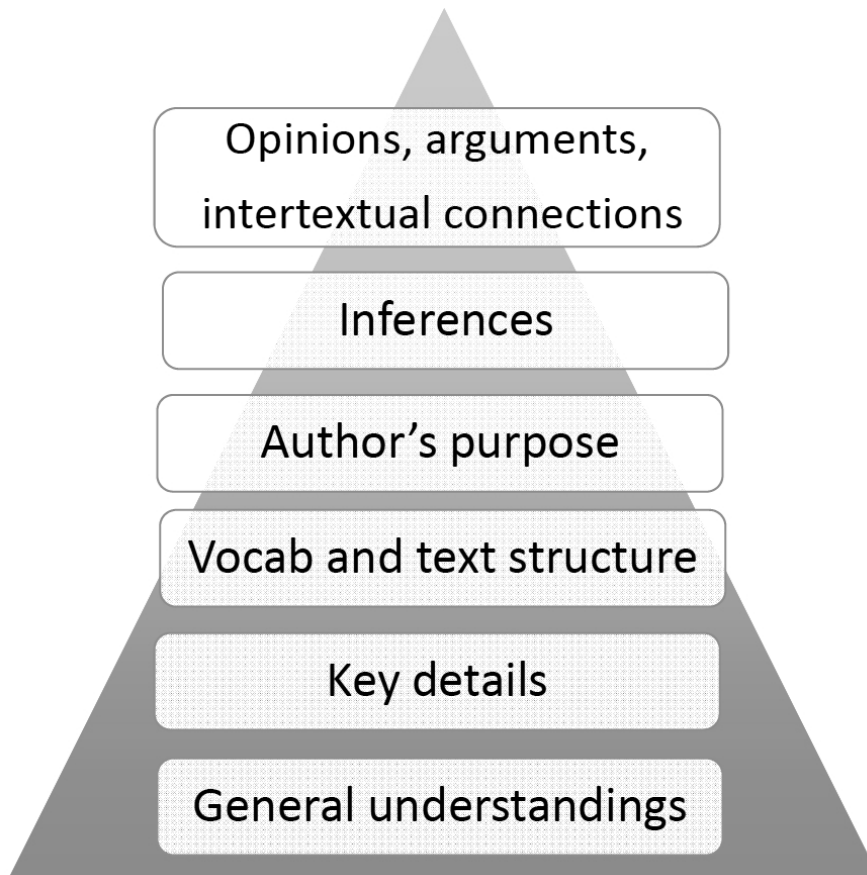 Opinions, arguments,
intertextual connections
Inferences
Author’s purpose
Vocab and text structure
Key details
General understandings